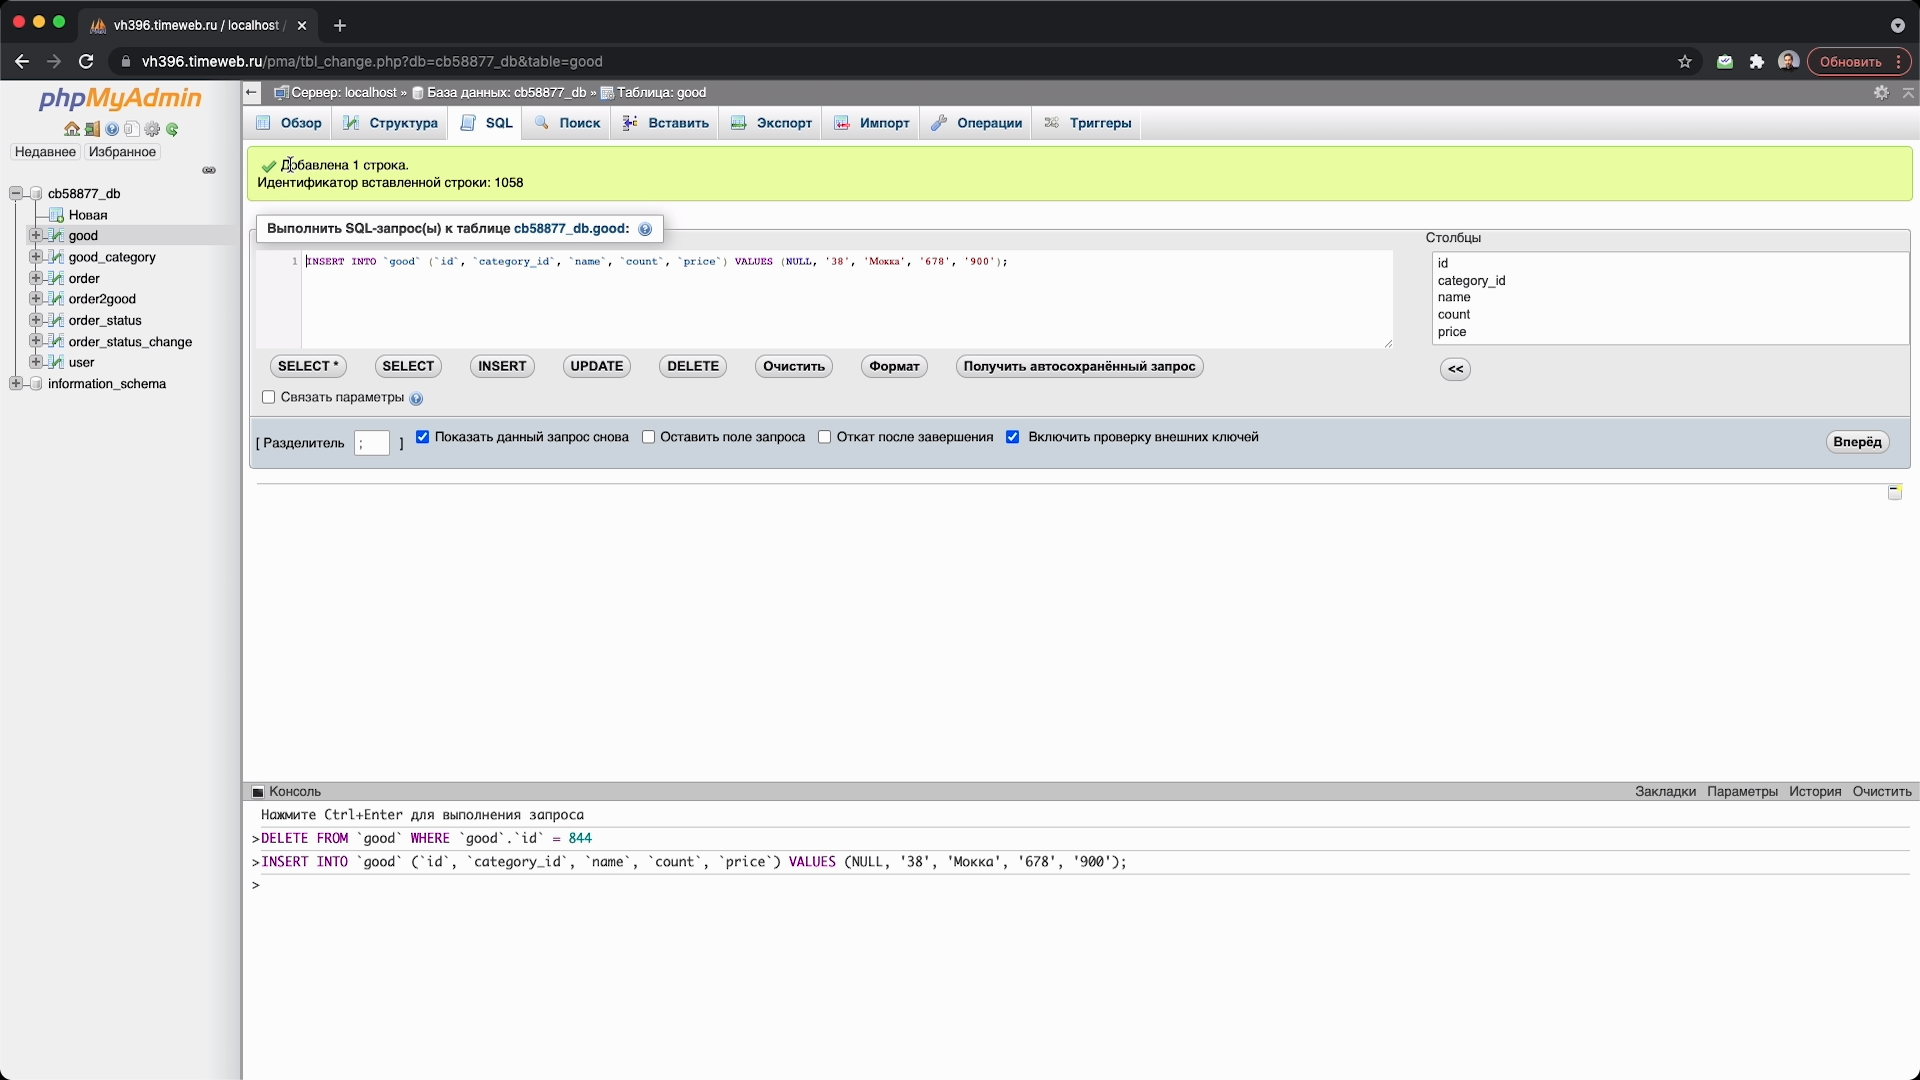 vh396.timeweb.ru / localhost /
vh396.timeweb.ru/pma/tbl_change.php?db=cb58877_db&table=good
Обновить
phpMyAdmin
Недавнее Избранное
cb58877_db
Новая
good
good_category
order
order2good
order_status
order_status_change
user
information_schema
Сервер: localhost » База данных: cb58877_db » Таблица: good
Обзор Структура SQL Поиск Вставить Экспорт Импорт Операции Триггеры
Добавлена 1 строка.
Идентификатор вставленной строки: 1058
Выполнить SQL-запрос(ы) к таблице cb58877_db.good:
1 INSERT INTO `good` (`id`, `category_id`, `name`, `count`, `price`) VALUES (NULL, '38', 'Мокка', '678', '900');
Столбцы
id
category_id
name
count
price
SELECT * SELECT INSERT UPDATE DELETE Очистить Формат Получить автосохранённый запрос
<<
Связать параметры
[ Разделитель ; ] Показать данный запрос снова Оставить поле запроса Откат после завершения Включить проверку внешних ключей
Вперёд
Консоль
Закладки Параметры История Очистить
Нажмите Ctrl+Enter для выполнения запроса
>DELETE FROM `good` WHERE `good`.`id` = 844
>INSERT INTO `good` (`id`, `category_id`, `name`, `count`, `price`) VALUES (NULL, '38', 'Мокка', '678', '900');
>